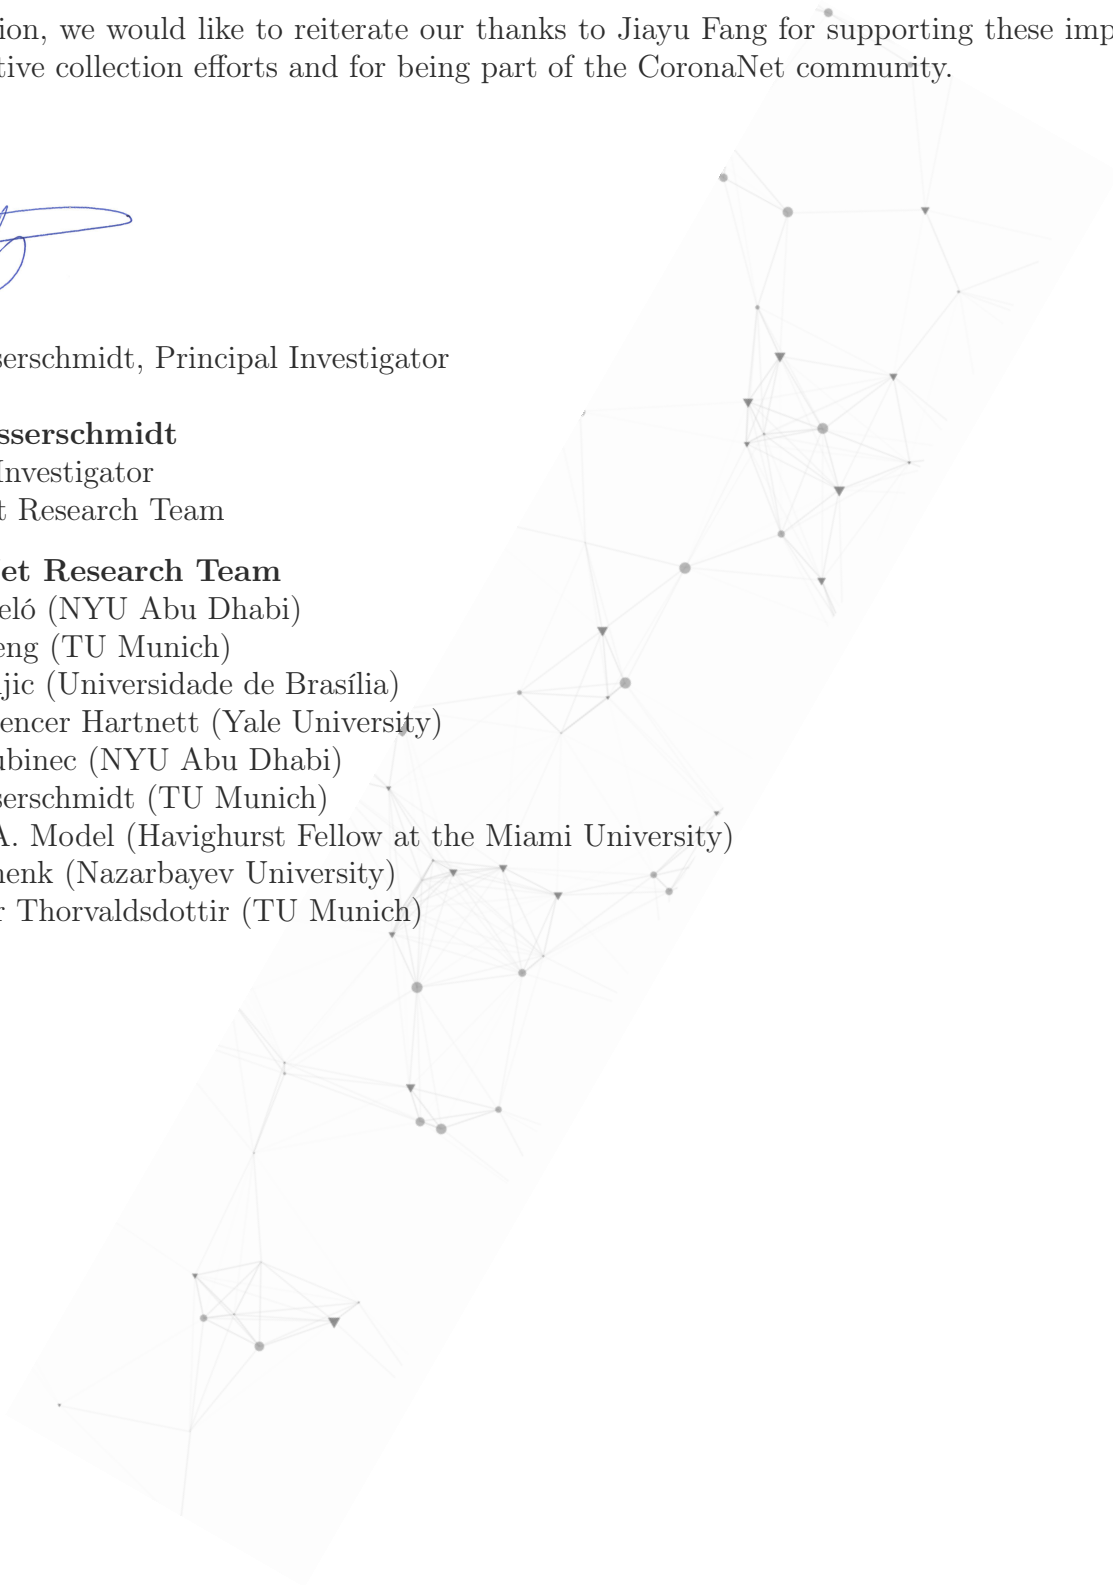 ion, we would like to reiterate our thanks to Jiayu Fang for supporting these imp
tive collection efforts and for being part of the CoronaNet community.
serschmidt, Principal Investigator
sserschmidt
Investigator
t Research Team
et Research Team
eló (NYU Abu Dhabi)
eng (TU Munich)
jic (Universidade de Brasília)
encer Hartnett (Yale University)
ubinec (NYU Abu Dhabi)
serschmidt (TU Munich)
A. Model (Havighurst Fellow at the Miami University)
henk (Nazarbayev University)
r Thorvaldsdottir (TU Munich)